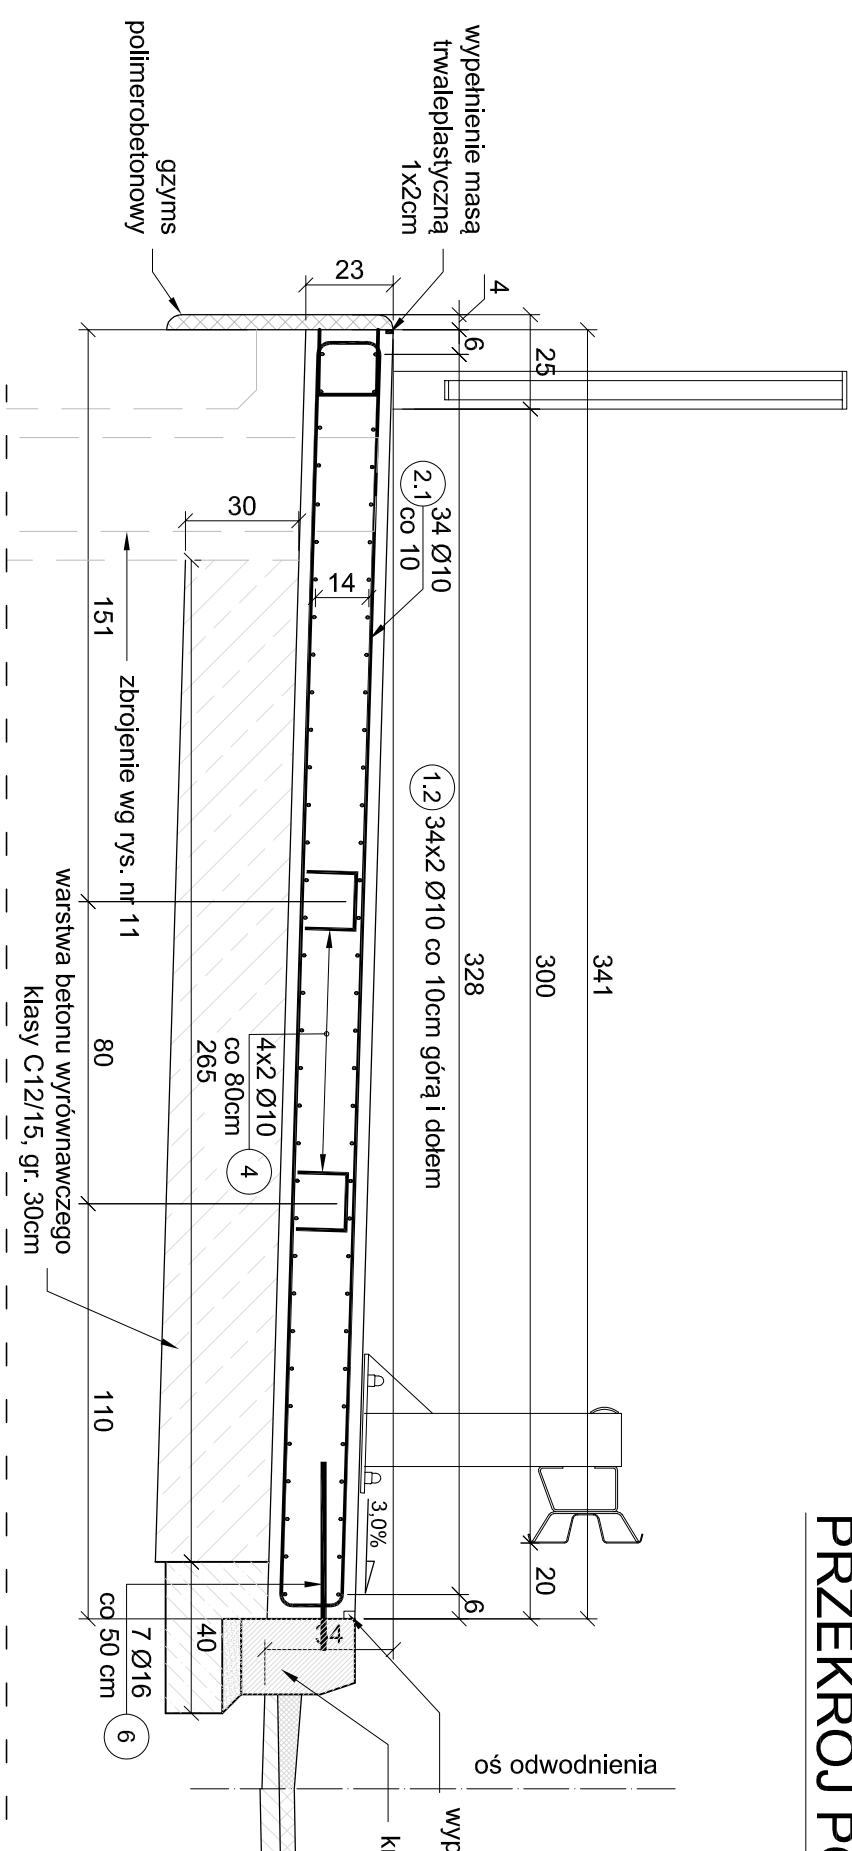 PRZEKRÓJ
341
300
328
25
4
6
20
6
wypełnienie masą
trwaleplastyczną
1x2cm
gzyms
polimerobetonowy
23
2.1
34 Ø10
co 10
14
30
1.2
34x2 Ø10 co 10cm górą i dołem
4x2 Ø10
co 80cm
265
4
3,0%
151
80
110
zbrojenie wg rys. nr 11
warstwa betonu wyrównawczego
klasy C12/15, gr. 30cm
40
7 Ø16
co 50 cm
6
oś odwodnienia